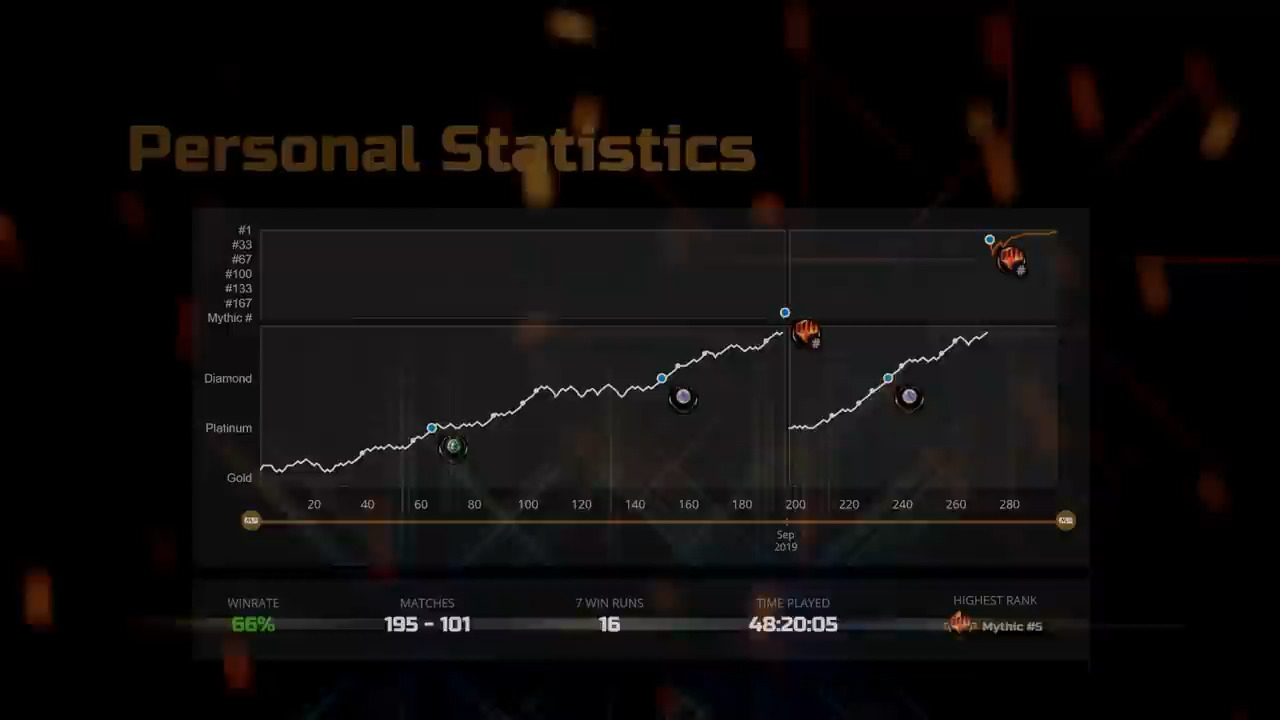 Personal Statistics
#1
#33
#67
#100
#133
#167
Mythic #
Diamond
Platinum
Gold
20 40 60 80 100 120 140 160 180 200 220 240 260 280
Sep
2019
WINRATE MATCHES 7 WIN RUNS TIME PLAYED HIGHEST RANK
66% 195 - 101 16 48:20:05 Mythic #5